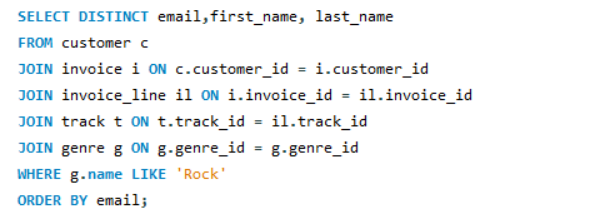 SELECT DISTINCT email,first_name, last_name
FROM customer c
JOIN invoice i ON c.customer_id = i.customer_id
JOIN invoice_line il ON i.invoice_id = il.invoice_id
JOIN track t ON t.track_id = il.track_id
JOIN genre g ON g.genre_id = g.genre_id
WHERE g.name LIKE 'Rock'
ORDER BY email;